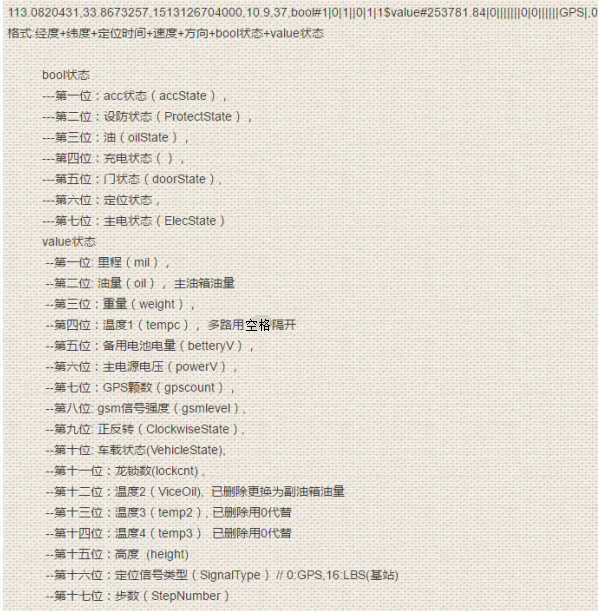 113.0820431,33.8673257,1513126704000,10.9,37,bool#1|0|1||0|1|1$value#253781.84|0|||||||0|0||||||GPS|,0
格式:经度+纬度+定位时间+速度+方向+bool状态+value状态
bool状态
---第一位：acc状态（accState），
---第二位：设防状态（ProtectState），
---第三位：油（oilState），
---第四位：充电状态（ ），
---第五位：门状态（doorState）,
---第六位：定位状态，
---第七位：主电状态（ElecState）
value状态
--第一位: 里程（mil），
--第二位: 油量（oil）， 主油箱油量
--第三位：重量（weight），
--第四位：温度1（tempc）， 多路用空格隔开
--第五位：备用电池电量（betteryV），
--第六位：主电源电压（powerV），
--第七位：GPS颗数（gpscount），
--第八位: gsm信号强度（gsmlevel）,
--第九位: 正反转（ClockwiseState）,
--第十位: 车载状态(VehicleState),
--第十一位：龙锁数(lockcnt) ,
--第十二位：温度2（ViceOil), 已删除更换为副油箱油量
--第十三位：温度3（temp2）, 已删除用0代替
--第十四位：温度4（temp3） 已删除用0代替
--第十五位：高度 (height)
--第十六位：定位信号类型（SignalType） // 0:GPS,16:LBS(基站)
--第十七位：步数（StepNumber）